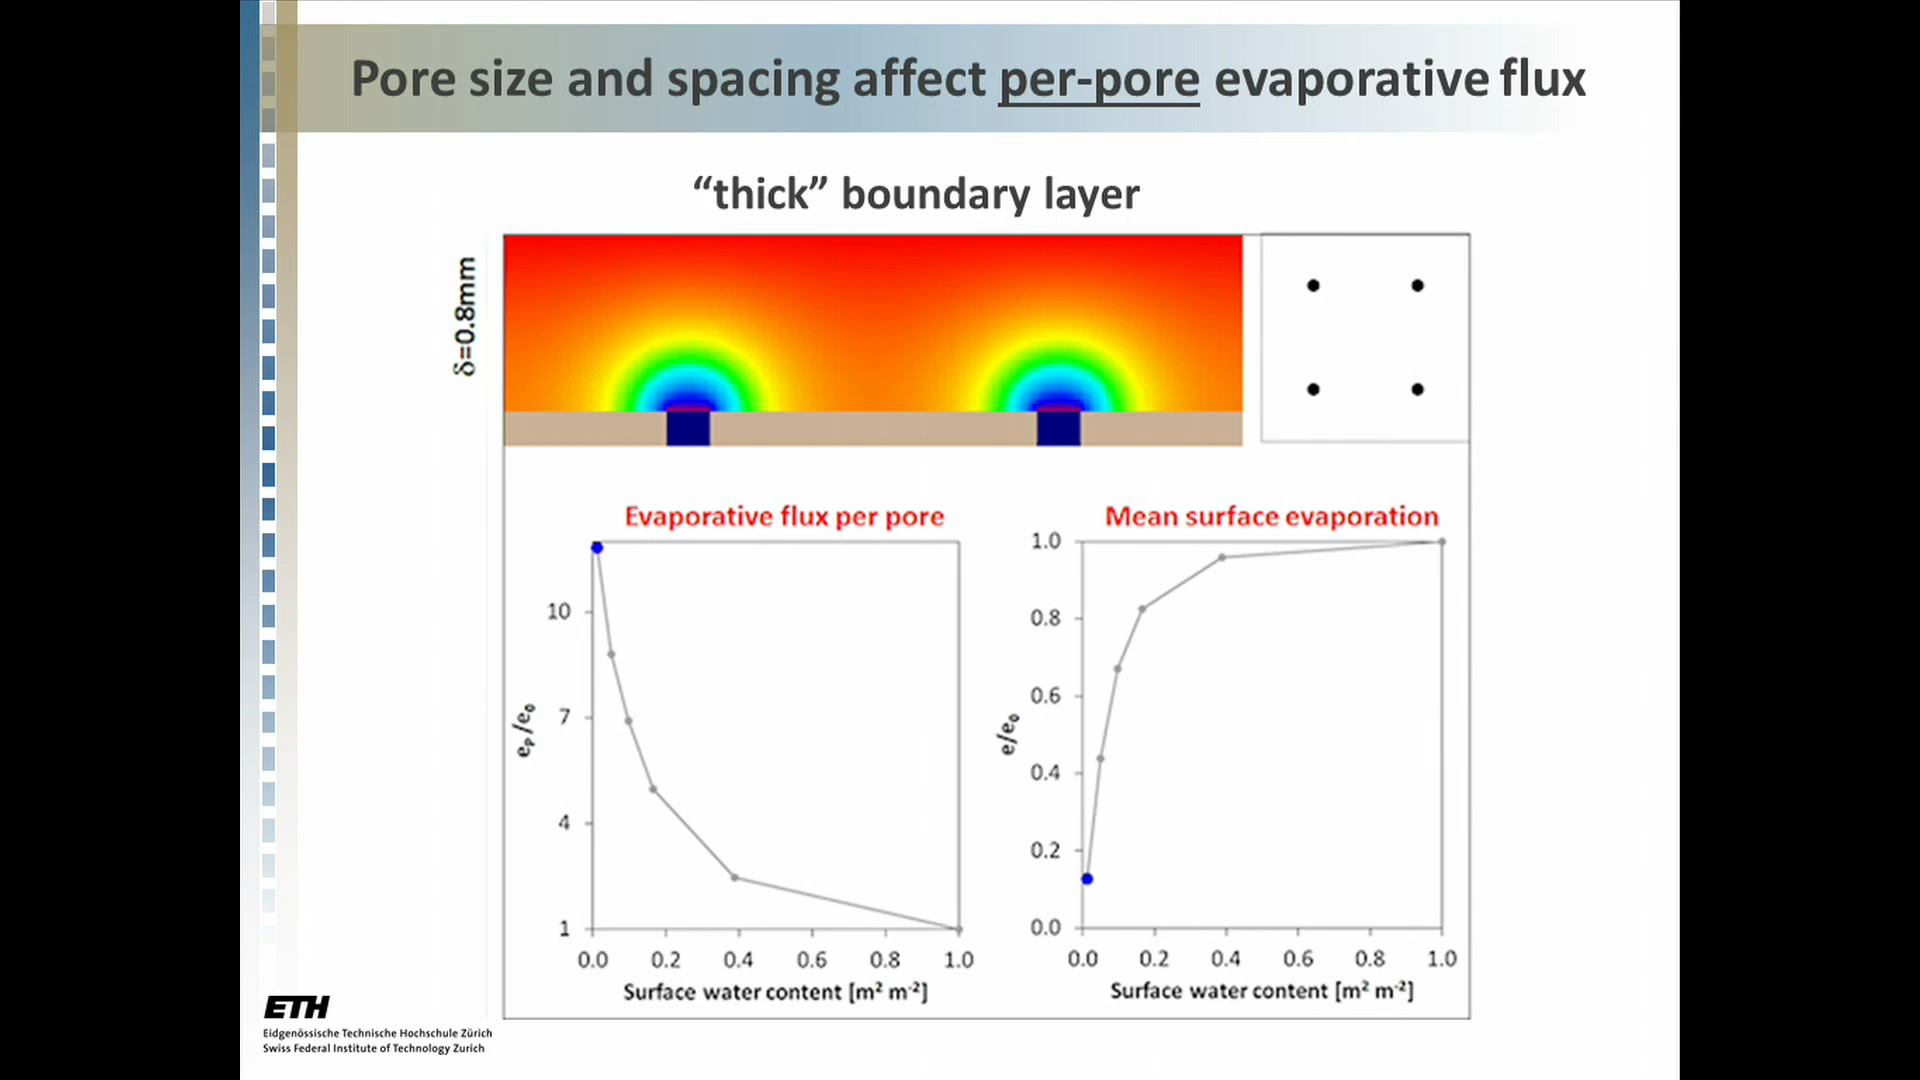 Pore size and spacing affect per-pore evaporative flux
“thick” boundary layer
δ=0.8mm
Evaporative flux per pore
10
7
4
1
eₚ/e₀
0.0 0.2 0.4 0.6 0.8 1.0
Surface water content [m² m⁻²]
Mean surface evaporation
1.0
0.8
0.6
0.4
0.2
0.0
e/e₀
0.0 0.2 0.4 0.6 0.8 1.0
Surface water content [m² m⁻²]
ETH
Eidgenössische Technische Hochschule Zürich
Swiss Federal Institute of Technology Zurich